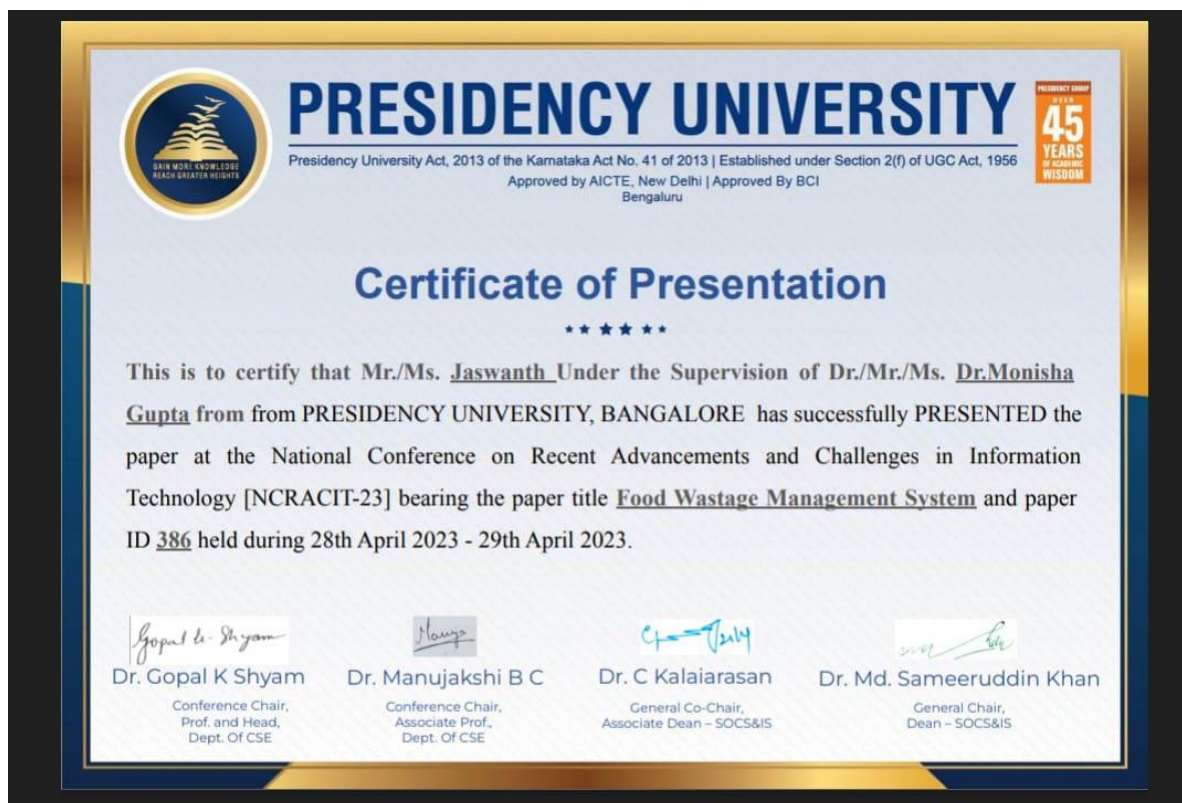 GAIN MORE KNOWLEDGE
REACH GREATER HEIGHTS
PRESIDENCY UNIVERSITY
PRESIDENCY GROUP
OVER
45
YEARS
OF ACADEMIC
WISDOM
Presidency University Act, 2013 of the Karnataka Act No. 41 of 2013 | Established under Section 2(f) of UGC Act, 1956
Approved by AICTE, New Delhi | Approved By BCI
Bengaluru
Certificate of Presentation
This is to certify that Mr./Ms. Jaswanth Under the Supervision of Dr./Mr./Ms. Dr.Monisha
Gupta from from PRESIDENCY UNIVERSITY, BANGALORE has successfully PRESENTED the
paper at the National Conference on Recent Advancements and Challenges in Information
Technology [NCRACIT-23] bearing the paper title Food Wastage Management System and paper
ID 386 held during 28th April 2023 - 29th April 2023.
Gopal K. Shyam
Dr. Gopal K Shyam
Conference Chair,
Prof. and Head,
Dept. Of CSE
Dr. Manujakshi B C
Conference Chair,
Associate Prof.,
Dept. Of CSE
Dr. C Kalaiarasan
General Co-Chair,
Associate Dean – SOCS&IS
Dr. Md. Sameeruddin Khan
General Chair,
Dean – SOCS&IS